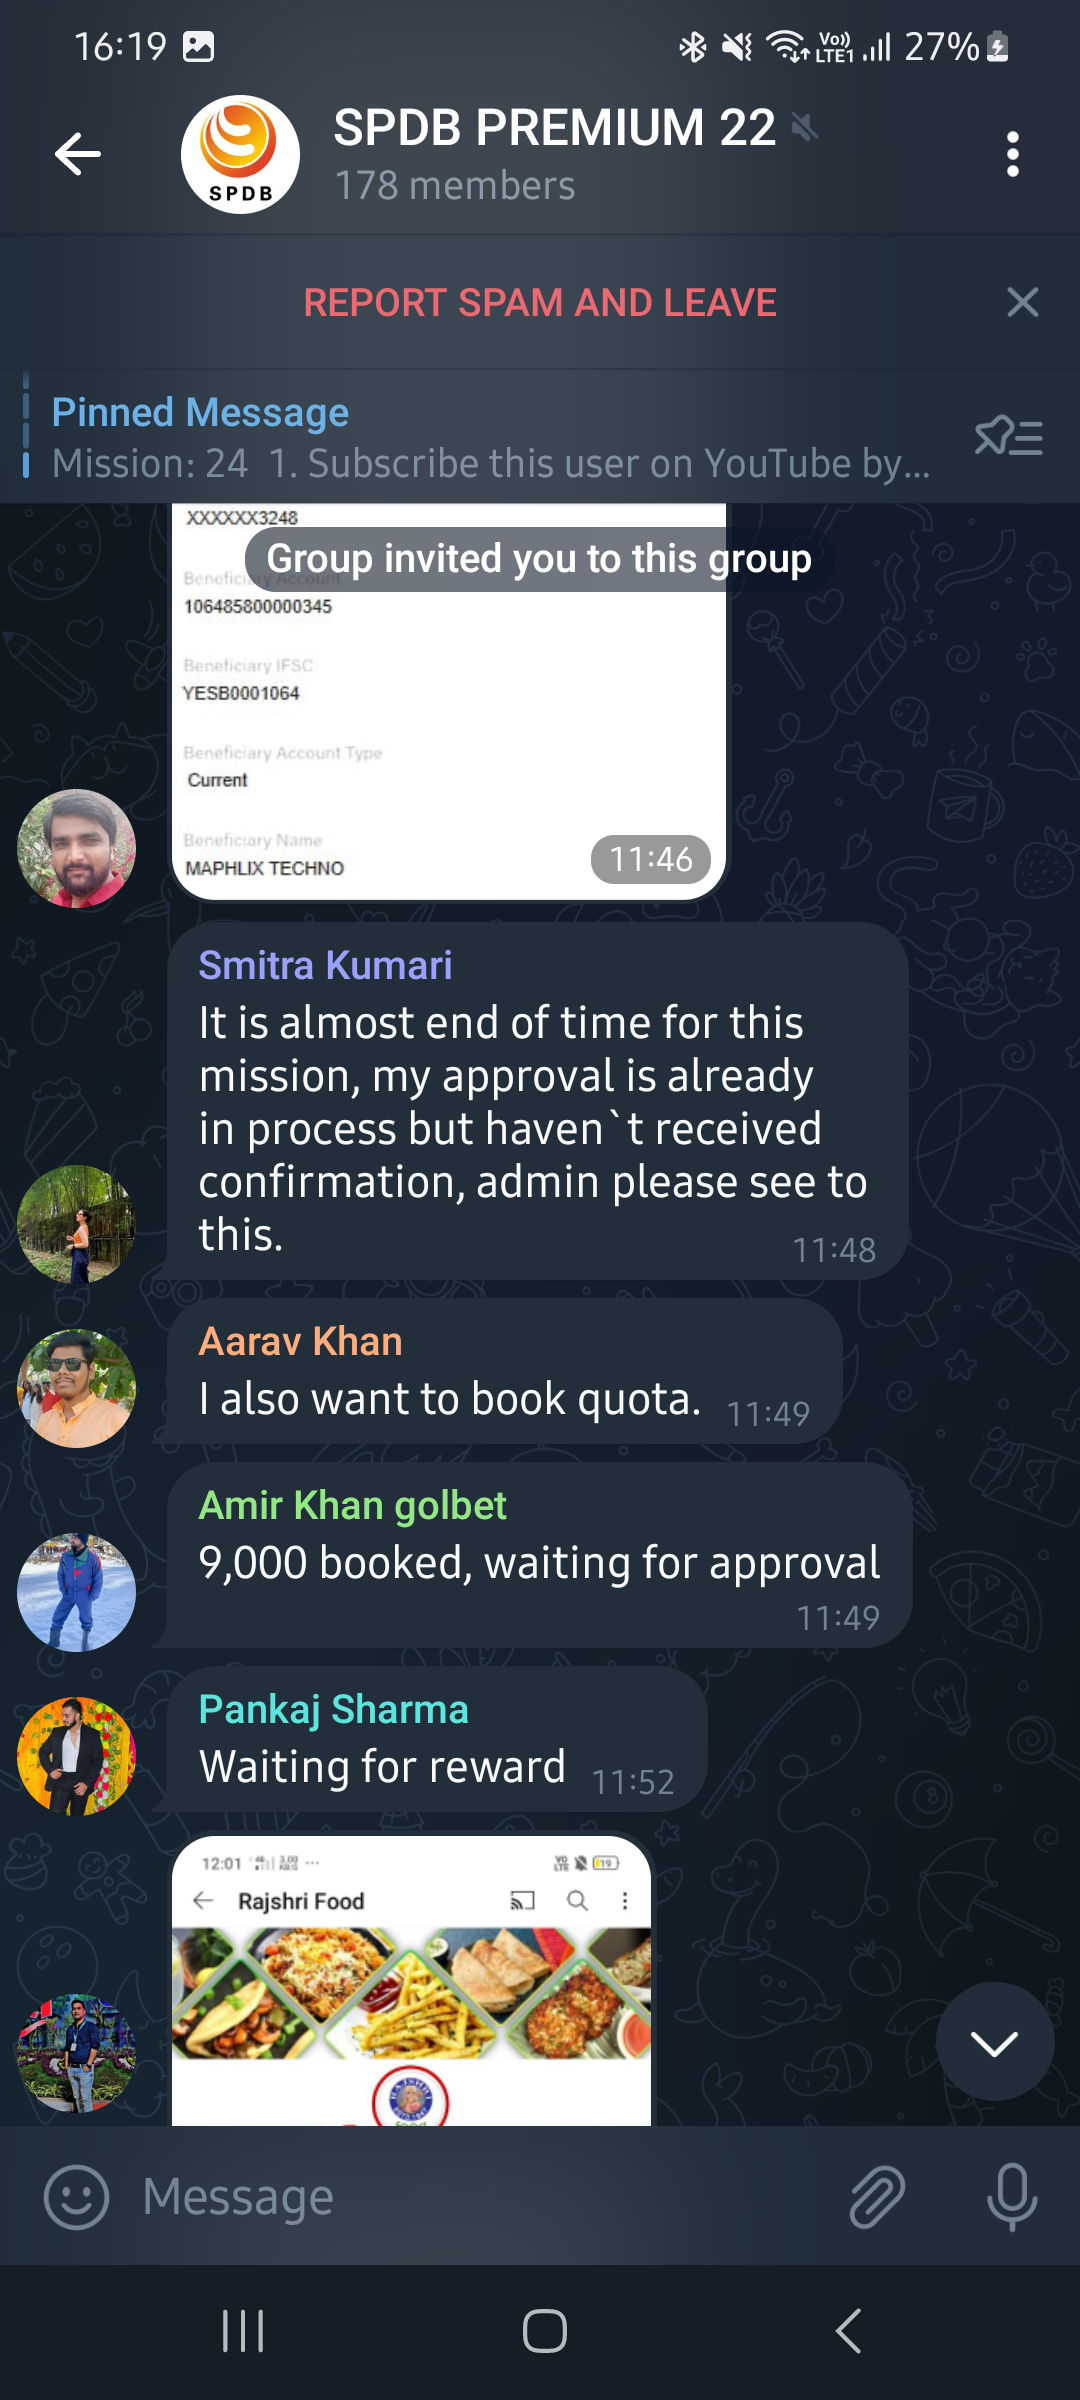 16:19
Vo))
LTE1
27%
SPDB
SPDB PREMIUM 22
178 members
REPORT SPAM AND LEAVE
Pinned Message
Mission: 24 1. Subscribe this user on YouTube by...
XXXXXX3248
Group invited you to this group
Beneficiary Account
106485800000345
Beneficiary IFSC
YESB0001064
Beneficiary Account Type
Current
Beneficiary Name
MAPHLIX TECHNO
11:46
Smitra Kumari
It is almost end of time for this
mission, my approval is already
in process but haven`t received
confirmation, admin please see to
this.
11:48
Aarav Khan
I also want to book quota. 11:49
Amir Khan golbet
9,000 booked, waiting for approval
11:49
Pankaj Sharma
Waiting for reward 11:52
12:01
19
Rajshri Food
RAJSHRI
Message